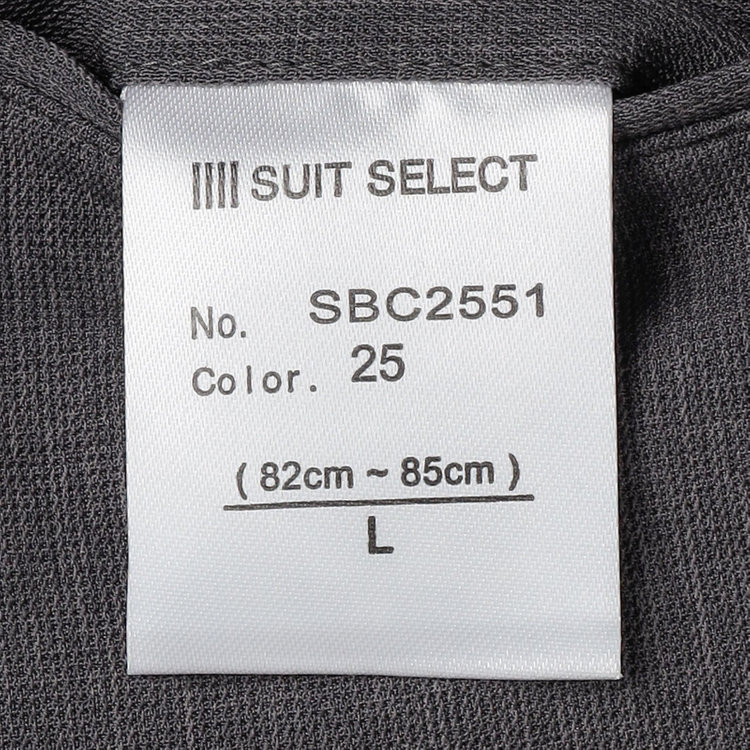 SUIT SELECT
No. SBC2551
Color. 25
( 82cm ~ 85cm )
L